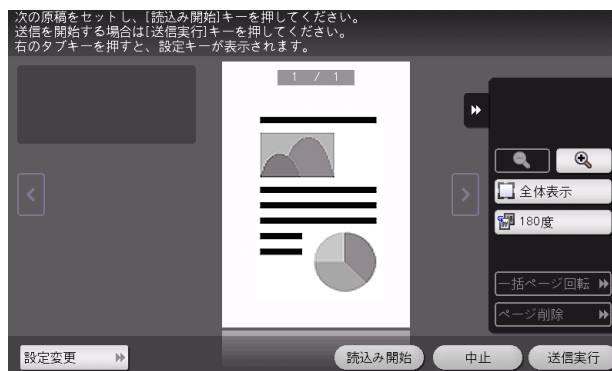 次の原稿をセットし、[読込み開始]キーを押してください。
送信を開始する場合は[送信実行]キーを押してください。
右のタブキーを押すと、設定キーが表示されます。
1 / 1
全体表示
180度
一括ページ回転
ページ削除
設定変更
読込み開始
中止
送信実行